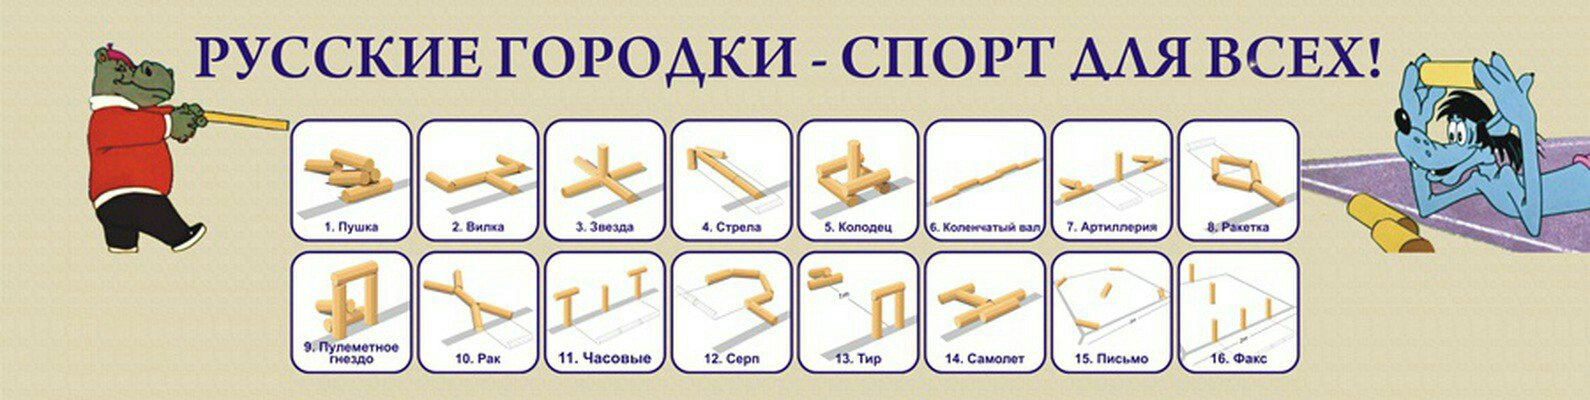 РУССКИЕ ГОРОДКИ - СПОРТ ДЛЯ ВСЕХ!
1. Пушка
2. Вилка
3. Звезда
4. Стрела
5. Колодец
6. Коленчатый вал
7. Артиллерия
8. Ракетка
9. Пулеметное
гнездо
10. Рак
11. Часовые
12. Серп
13. Тир
14. Самолет
15. Письмо
16. Факс